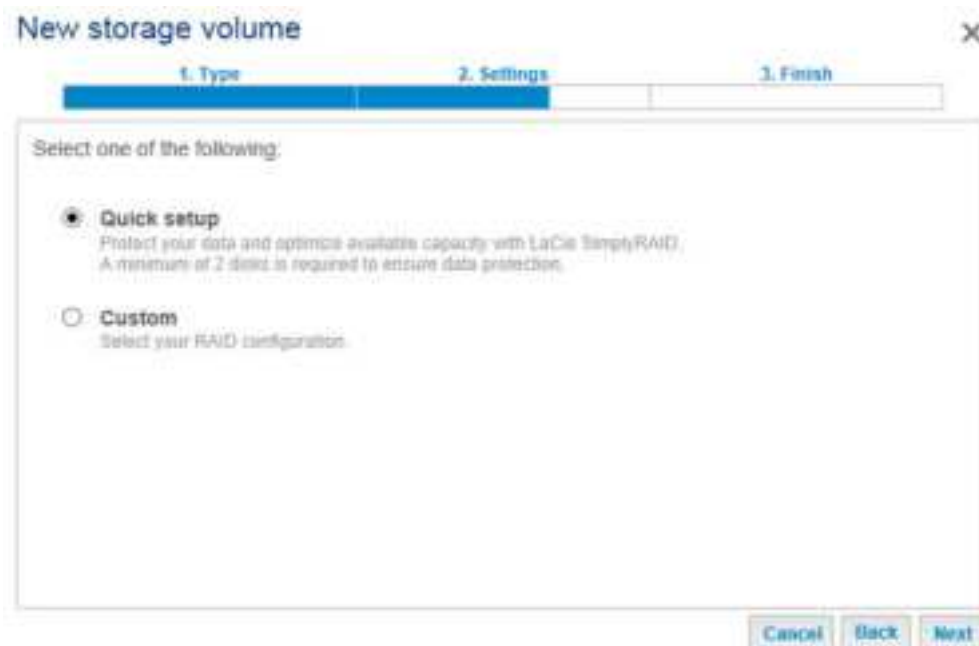 New storage volume
1. Type
2. Settings
3. Finish
Select one of the following:
Quick setup
Protect your data and optimize available capacity with LaCie SimplyRAID.
A minimum of 2 disks is required to ensure data protection.
Custom
Select your RAID configuration.
Cancel Back Next